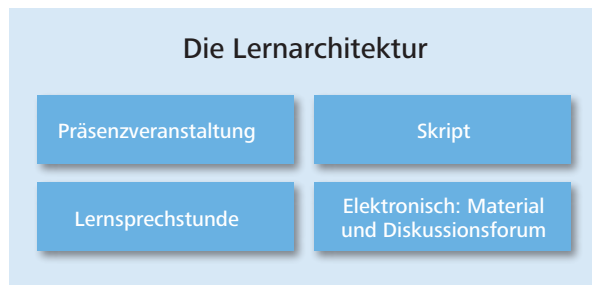 Die Lernarchitektur
Präsenzveranstaltung
Skript
Lernsprechstunde
Elektronisch: Material
und Diskussionsforum